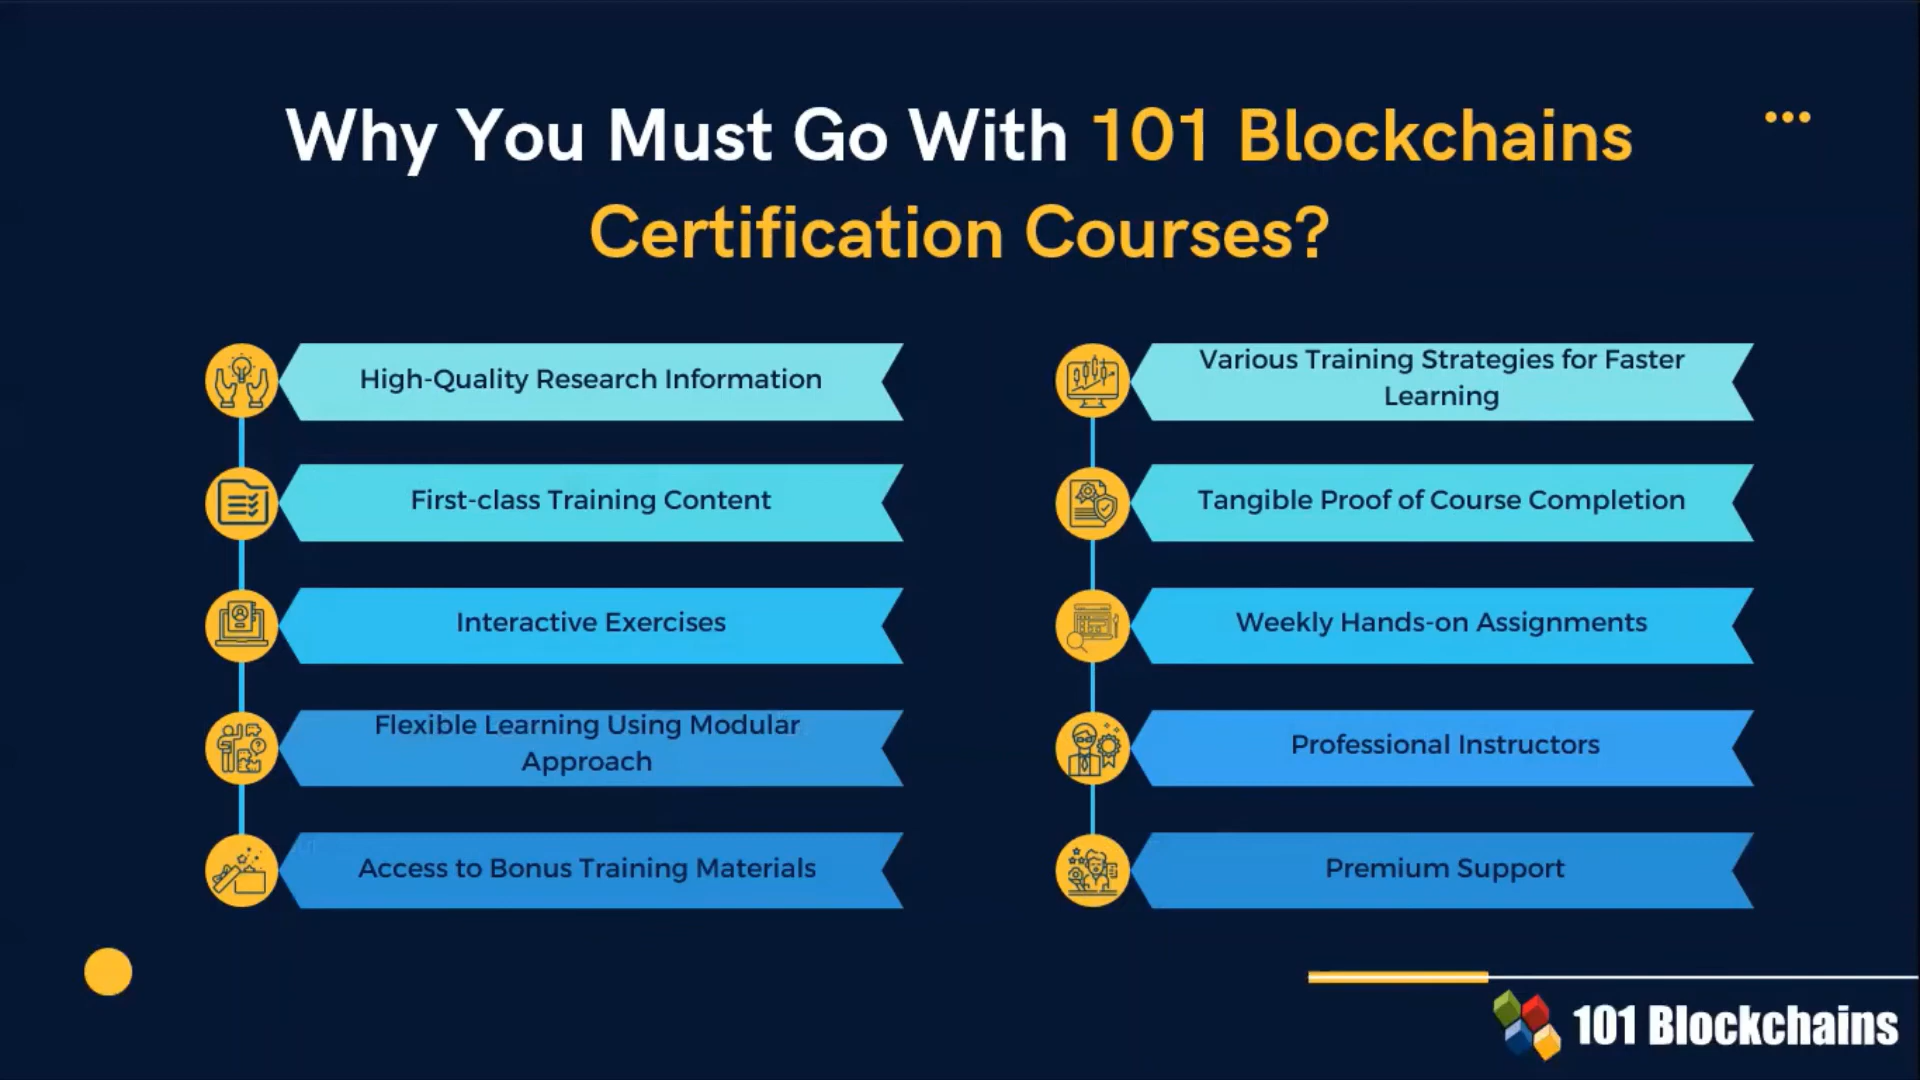 Why You Must Go With 101 Blockchains
Certification Courses?
High-Quality Research Information
First-class Training Content
Interactive Exercises
Flexible Learning Using Modular
Approach
Access to Bonus Training Materials
Various Training Strategies for Faster
Learning
Tangible Proof of Course Completion
Weekly Hands-on Assignments
Professional Instructors
Premium Support
101 Blockchains